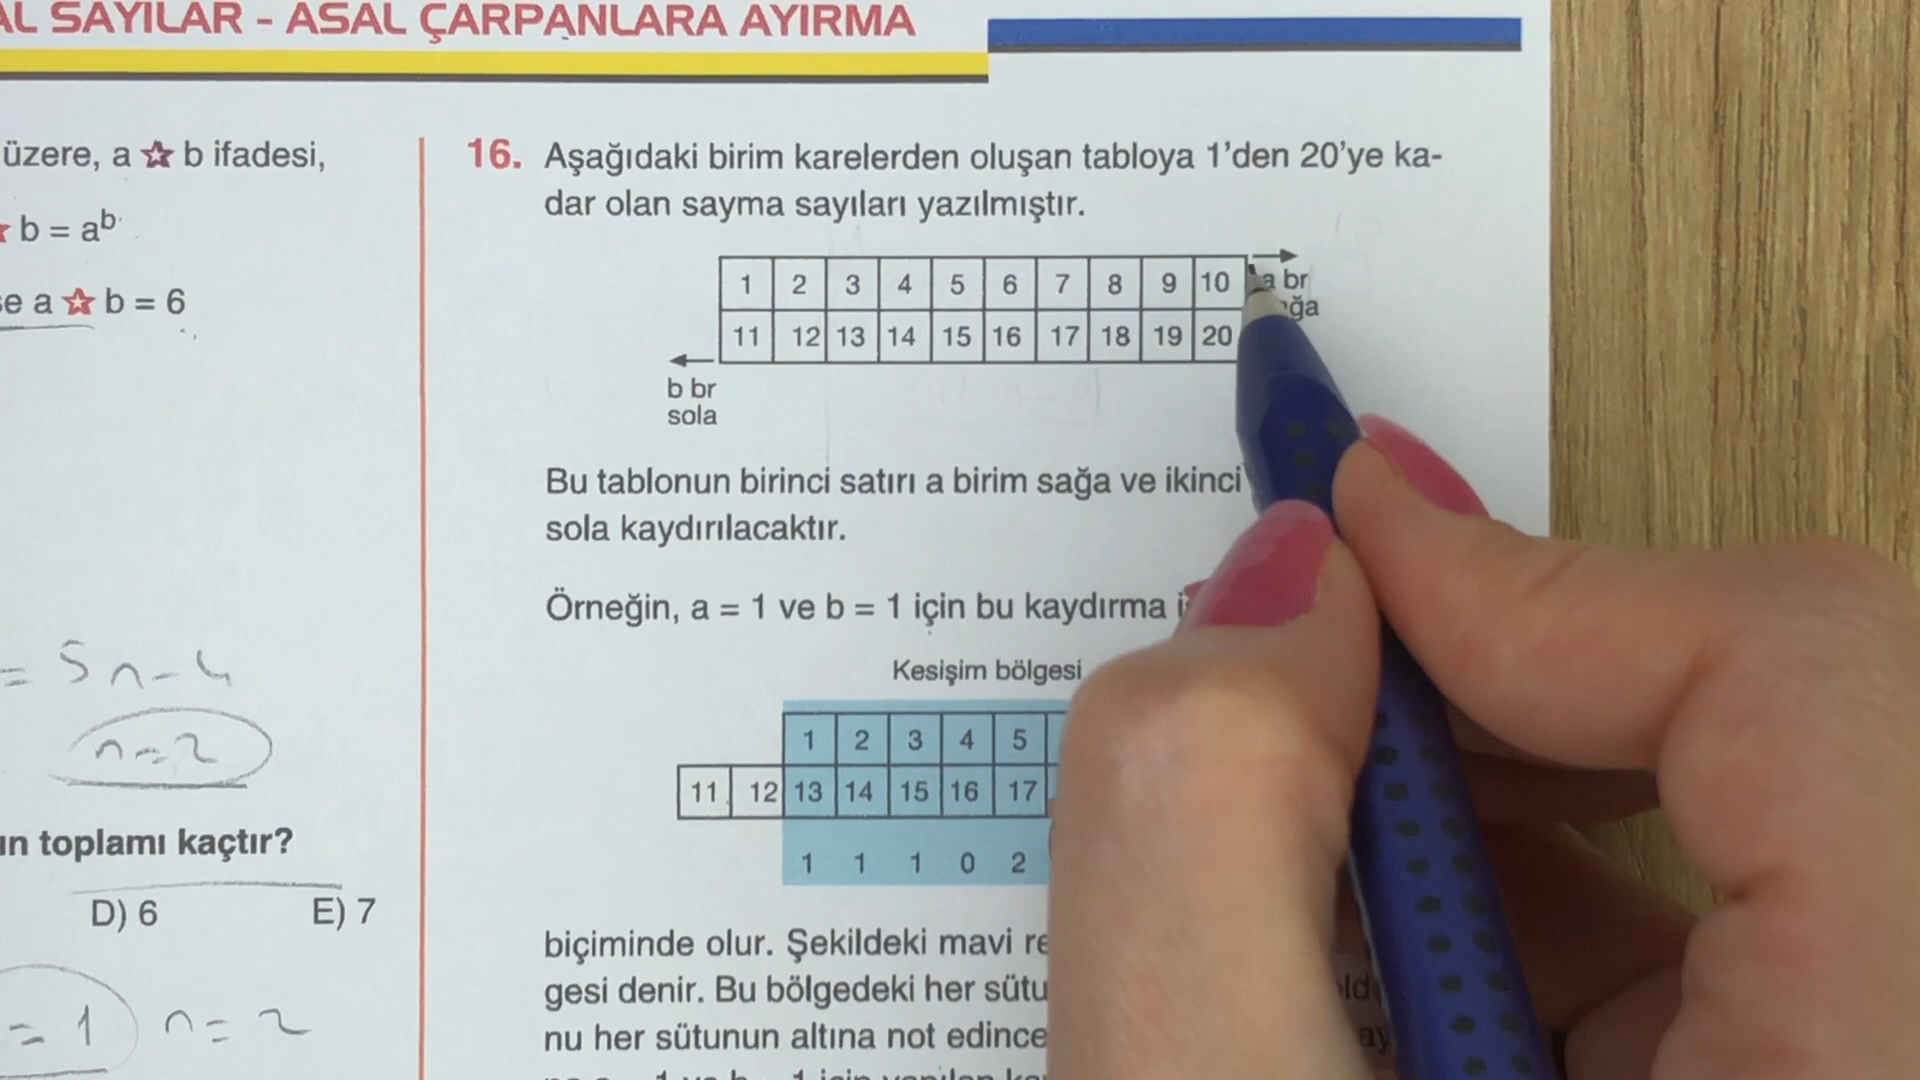 AL SAYILAR - ASAL ÇARPANLARA AYIRMA
üzere, a ☆ b ifadesi,
b = aᵇ
se a ☆ b = 6
= 5n-4
n=2
ın toplamı kaçtır?
D) 6 E) 7
= 1 n = 2
16. Aşağıdaki birim karelerden oluşan tabloya 1'den 20'ye ka-
dar olan sayma sayıları yazılmıştır.
1 2 3 4 5 6 7 8 9 10 a br
ğa
11 12 13 14 15 16 17 18 19 20
b br
sola
Bu tablonun birinci satırı a birim sağa ve ikinci
sola kaydırılacaktır.
Örneğin, a = 1 ve b = 1 için bu kaydırma
Kesişim bölgesi
1 2 3 4 5
11 12 13 14 15 16 17
1 1 1 0 2
biçiminde olur. Şekildeki mavi re
gesi denir. Bu bölgedeki her sütu
nu her sütunun altına not edince